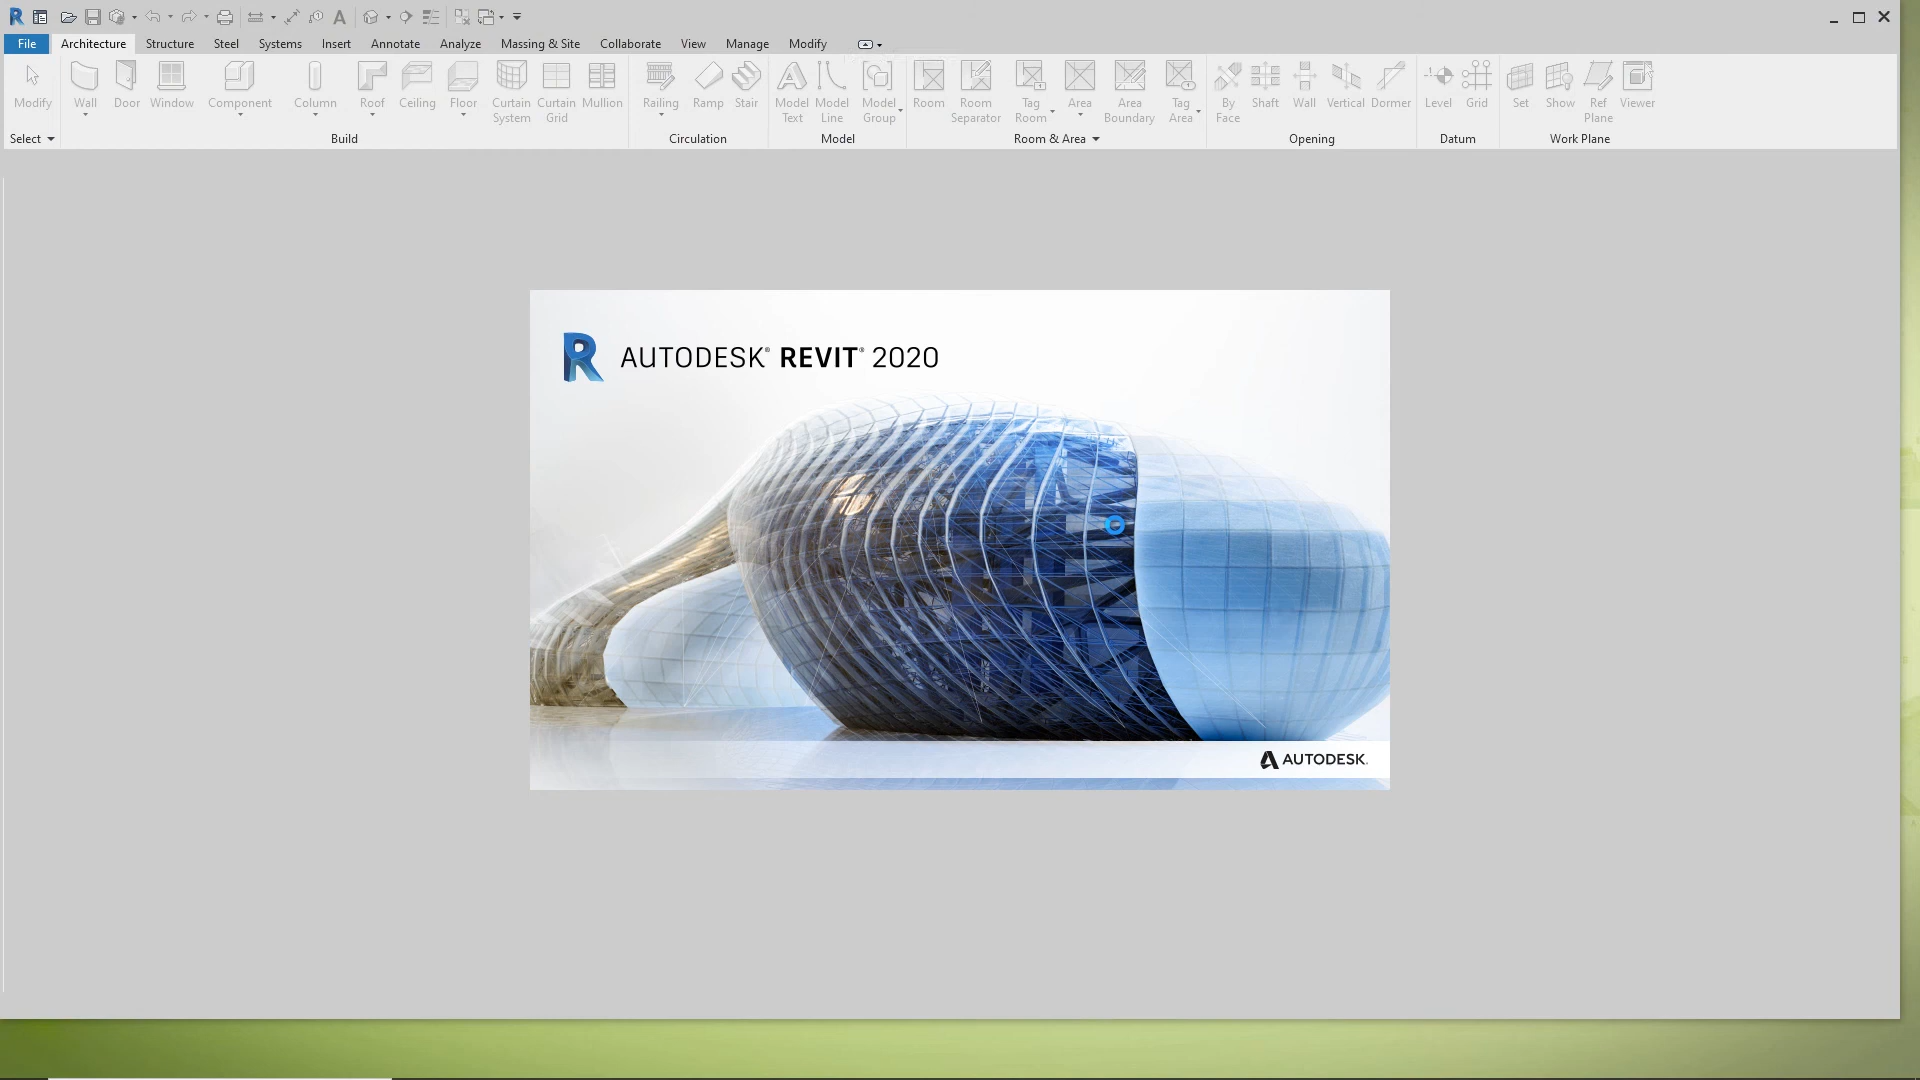 File Architecture Structure Steel Systems Insert Annotate Analyze Massing & Site Collaborate View Manage Modify
Modify Wall Door Window Component Column Roof Ceiling Floor Curtain System Curtain Grid Mullion Railing Ramp Stair Model Text Model Line Model Group Room Room Separator Tag Room Area Area Boundary Tag Area By Face Shaft Wall Vertical Dormer Level Grid Set Show Ref Plane Viewer
Select Build Circulation Model Room & Area Opening Datum Work Plane
AUTODESK® REVIT® 2020
AUTODESK.